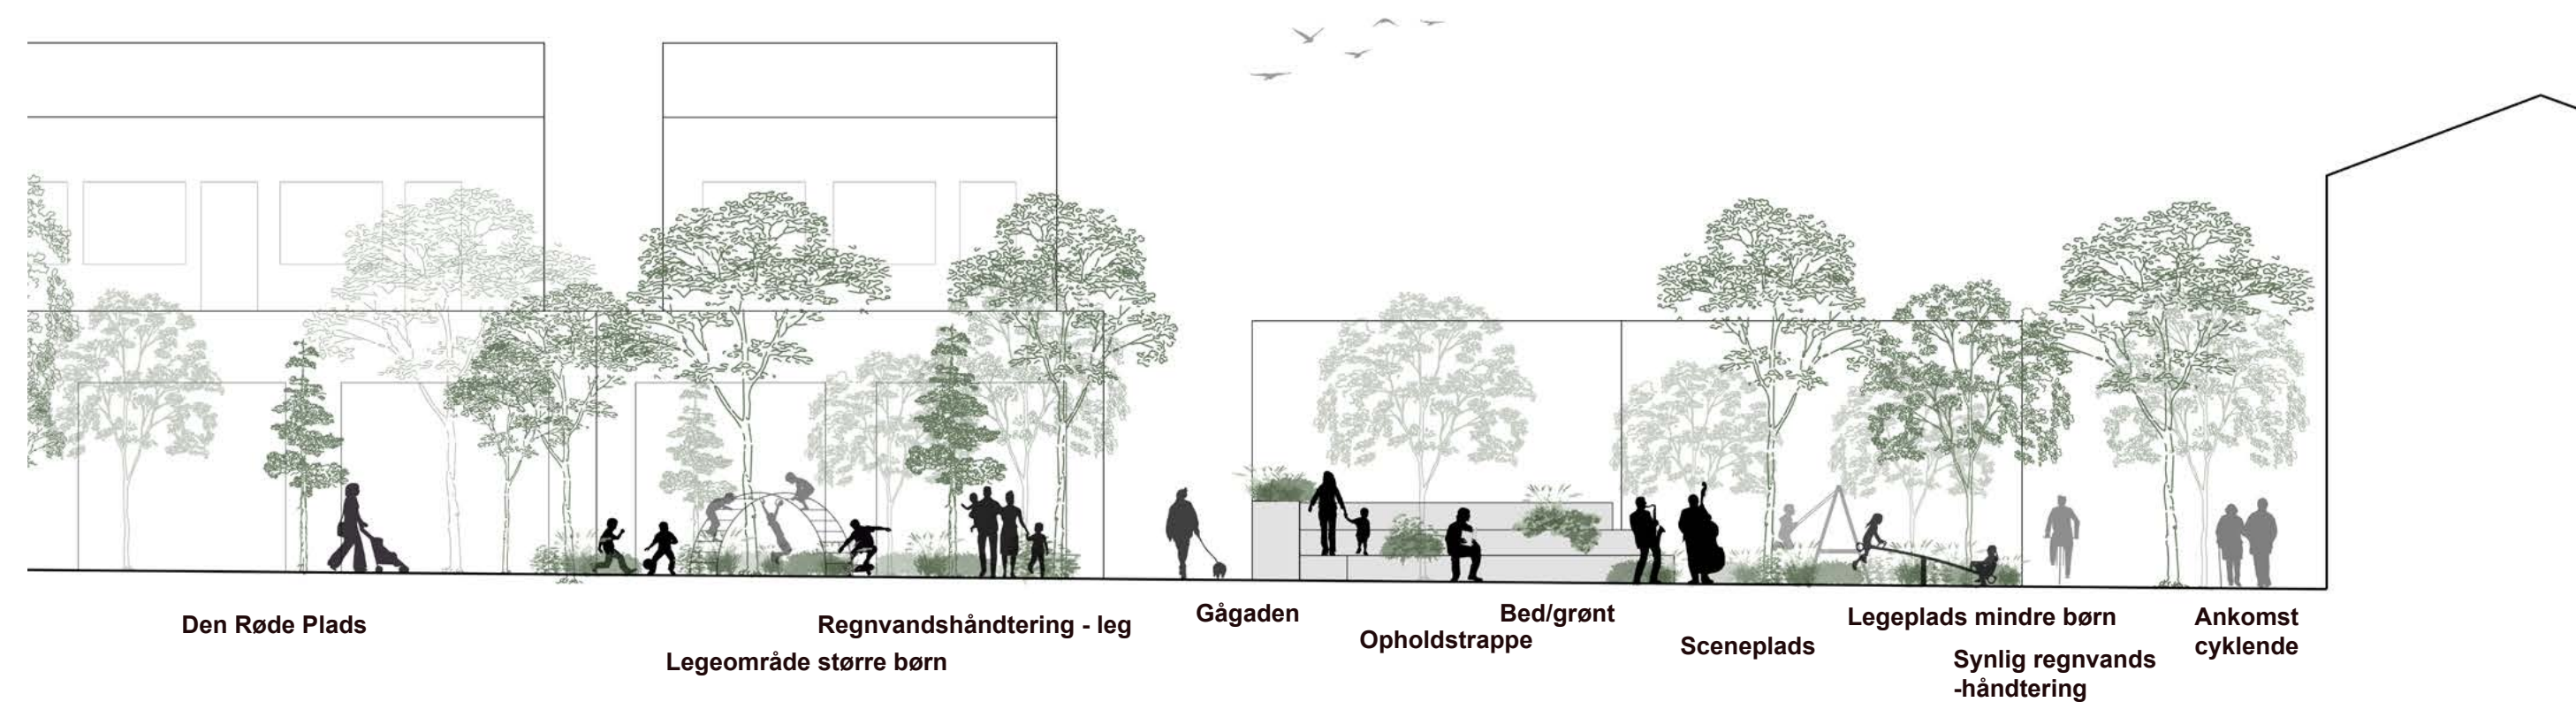 Den Røde Plads
Legeområde større børn
Regnvandshåndtering - leg
Gågaden
Opholdstrappe
Bed/grønt
Sceneplads
Legeplads mindre børn
Synlig regnvands
-håndtering
Ankomst
cyklende